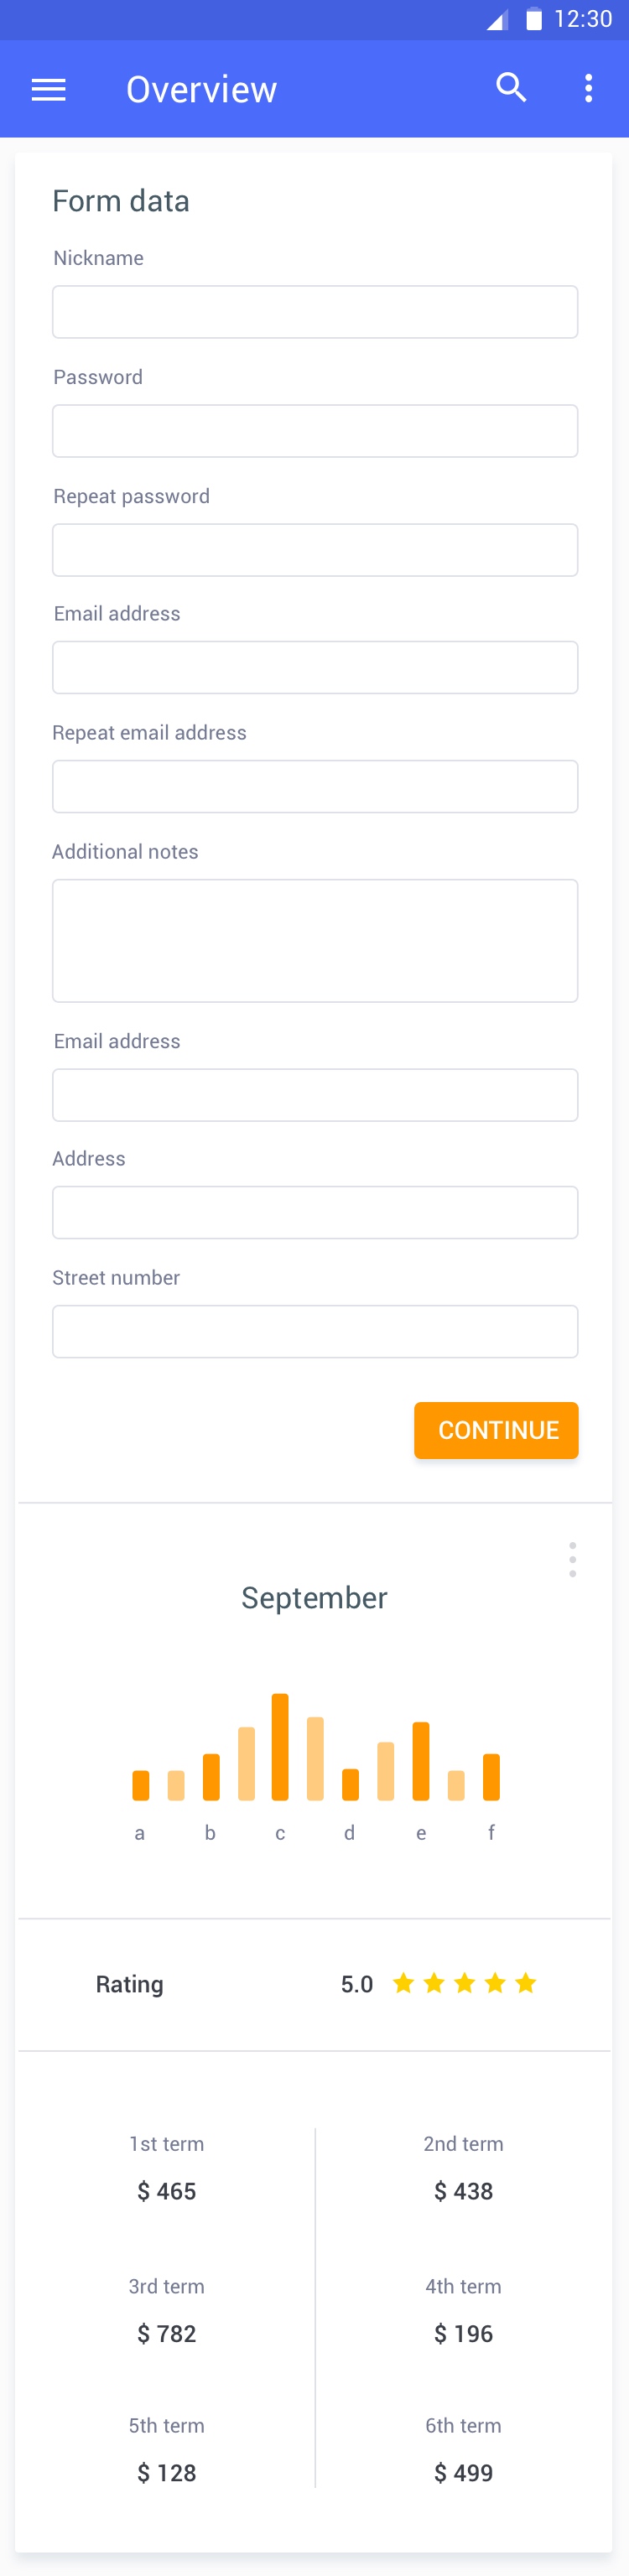 12:30
Overview
Form data
Nickname
Password
Repeat password
Email address
Repeat email address
Additional notes
Email address
Address
Street number
CONTINUE
September
a b c d e f
Rating 5.0
1st term 2nd term
$ 465 $ 438
3rd term 4th term
$ 782 $ 196
5th term 6th term
$ 128 $ 499